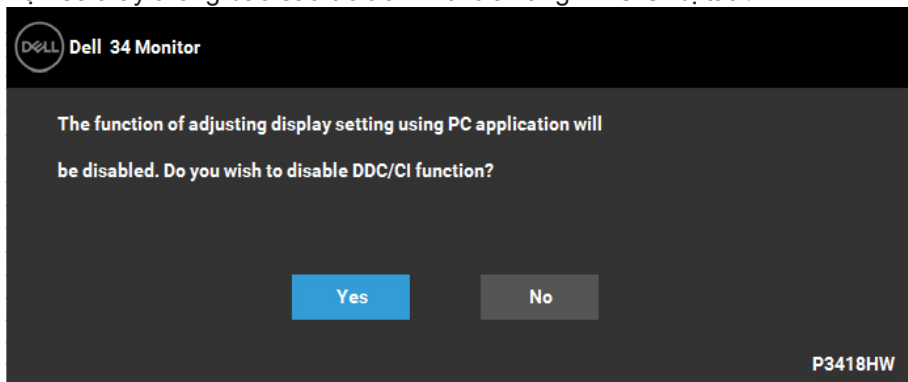 DELL Dell 34 Monitor
The function of adjusting display setting using PC application will
be disabled. Do you wish to disable DDC/CI function?
Yes No
P3418HW